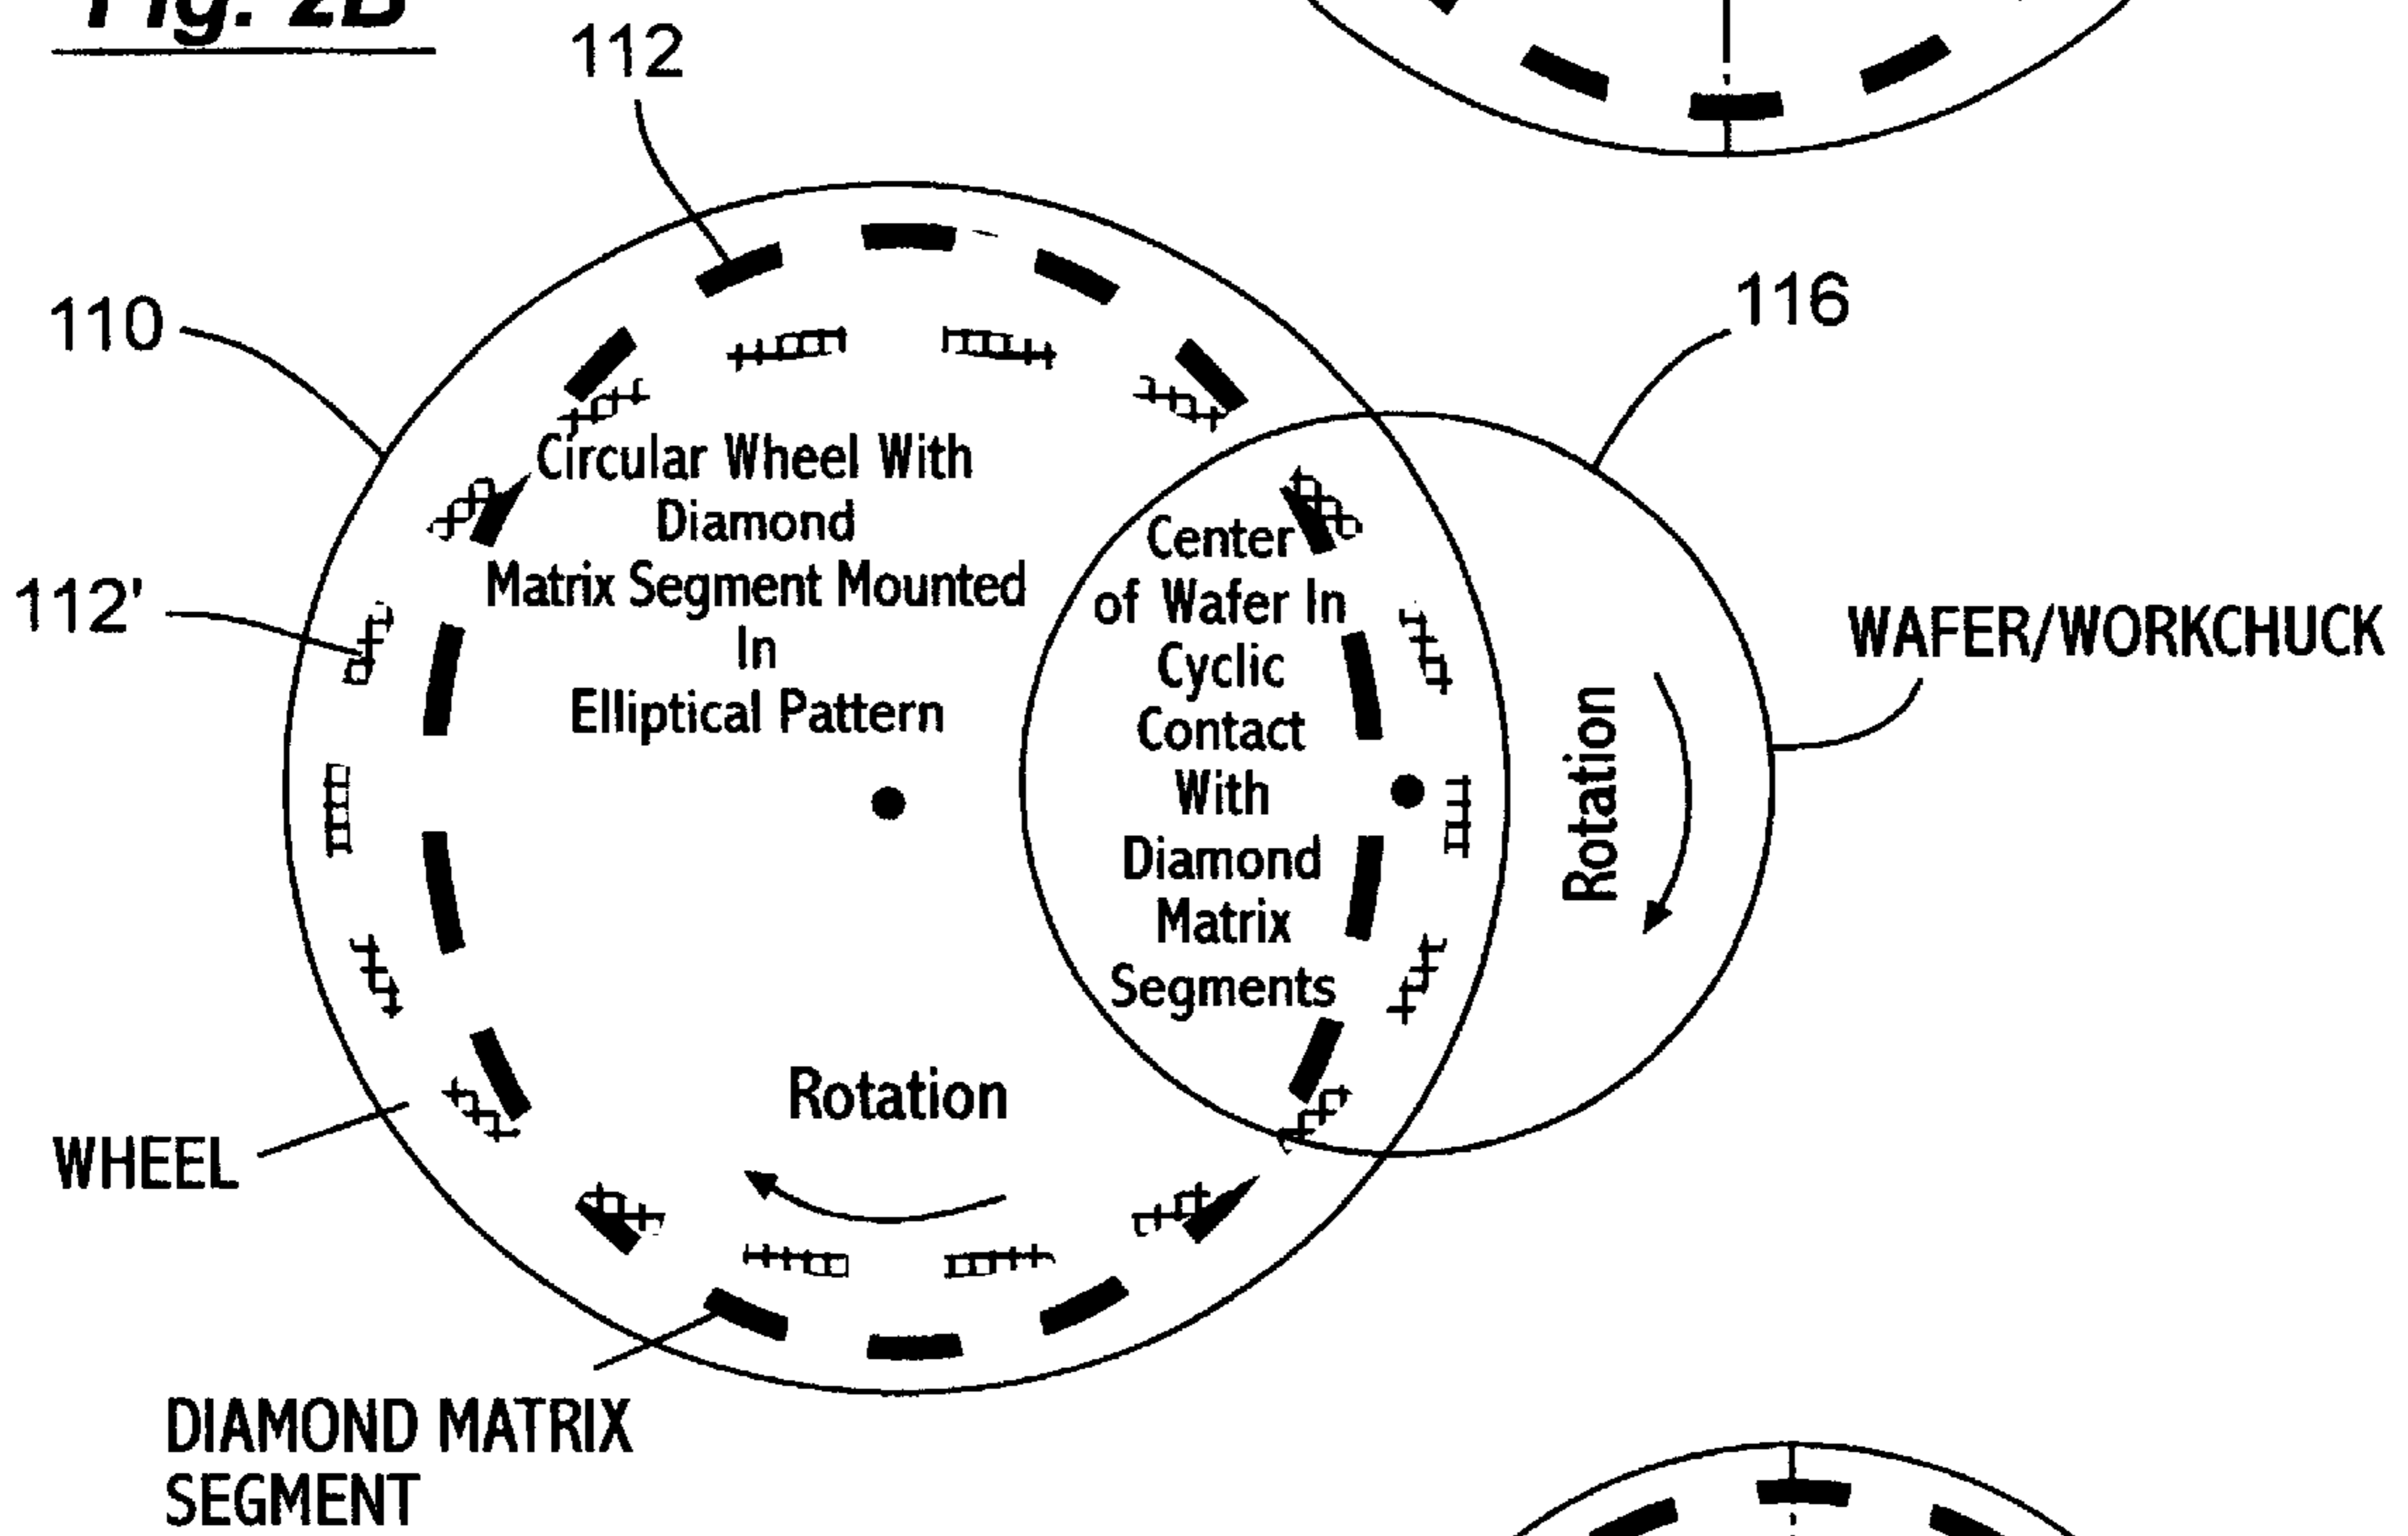 Fig. 2B
112
110
116
Circular Wheel With
Diamond
Matrix Segment Mounted
In
Elliptical Pattern
Center
of Wafer In
Cyclic
Contact
With
Diamond
Matrix
Segments
112'
WAFER/WORKCHUCK
Rotation
Rotation
WHEEL
DIAMOND MATRIX
SEGMENT